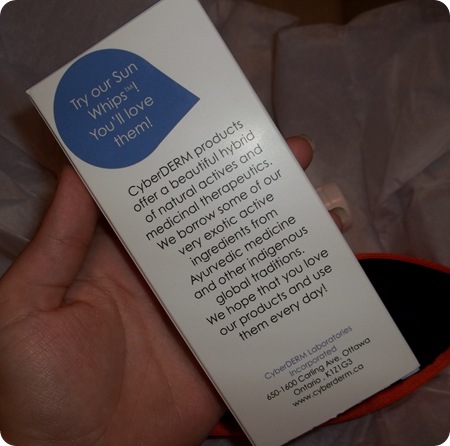 Try our Sun
Whips™!
You'll love
them!
CyberDERM products
offer a beautiful hybrid
of natural actives and
medicinal therapeutics.
We borrow some of our
very exotic active
ingredients from
Ayurvedic medicine
and other indigenous
global traditions.
We hope that you love
our products and use
them every day!
CyberDERM Laboratories
Incorporated
650-1600 Carling Ave, Ottawa
Ontario, K1Z1G3
www.cyberderm.ca